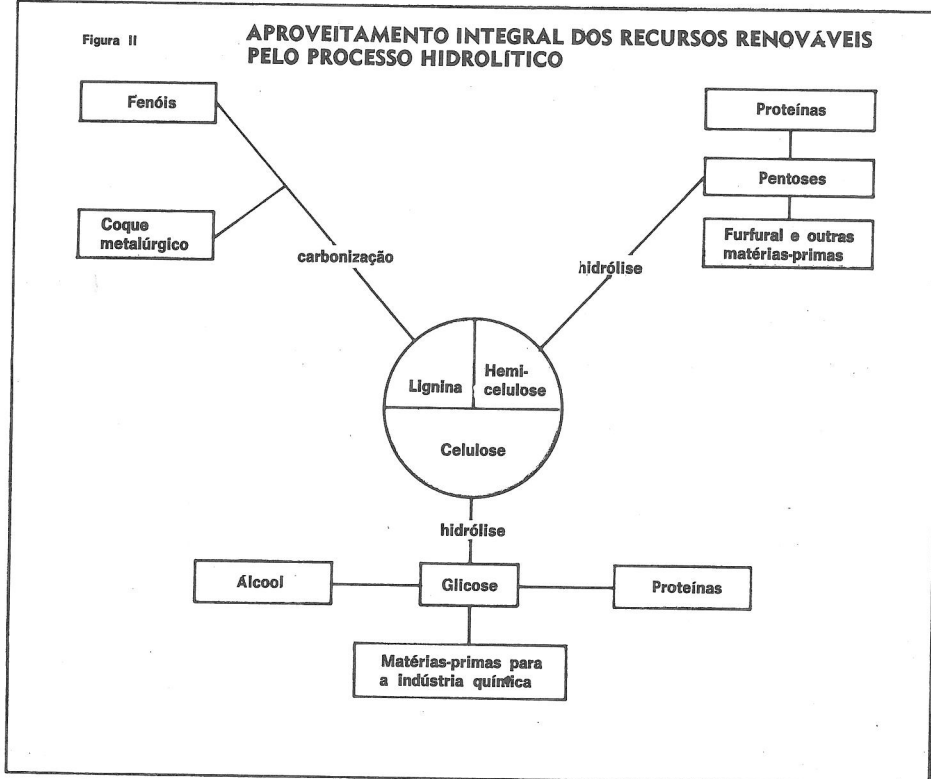 Figura II
APROVEITAMENTO INTEGRAL DOS RECURSOS RENOVÁVEIS
PELO PROCESSO HIDROLÍTICO
Fenóis
Proteínas
Pentoses
Coque
metalúrgico
Furfural e outras
matérias-primas
carbonização
hidrólise
Lignina
Hemi-
celulose
Celulose
hidrólise
Álcool
Glicose
Proteínas
Matérias-primas para
a indústria química